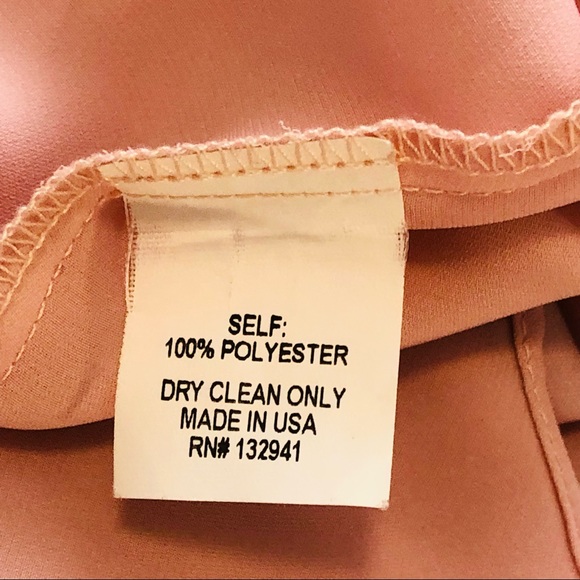 SELF:
100% POLYESTER
DRY CLEAN ONLY
MADE IN USA
RN# 132941